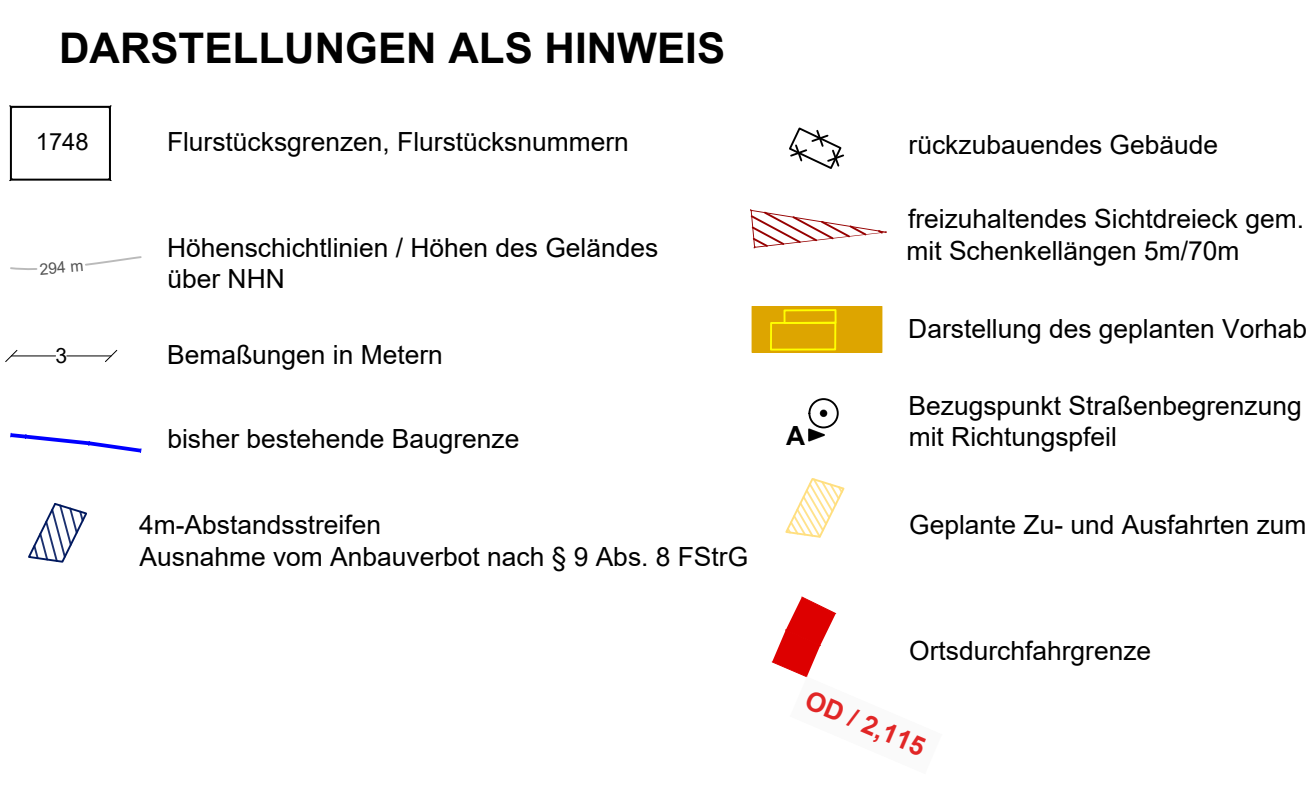 DARSTELLUNGEN ALS HINWEIS
1748
Flurstücksgrenzen, Flurstücksnummern
294 m
Höhenschichtlinien / Höhen des Geländes
über NHN
3
Bemaßungen in Metern
bisher bestehende Baugrenze
4m-Abstandsstreifen
Ausnahme vom Anbauverbot nach § 9 Abs. 8 FStrG
rückzubauendes Gebäude
freizuhaltendes Sichtdreieck gem.
mit Schenkellängen 5m/70m
Darstellung des geplanten Vorhab
A
Bezugspunkt Straßenbegrenzung
mit Richtungspfeil
Geplante Zu- und Ausfahrten zum
Ortsdurchfahrgrenze
OD / 2,115